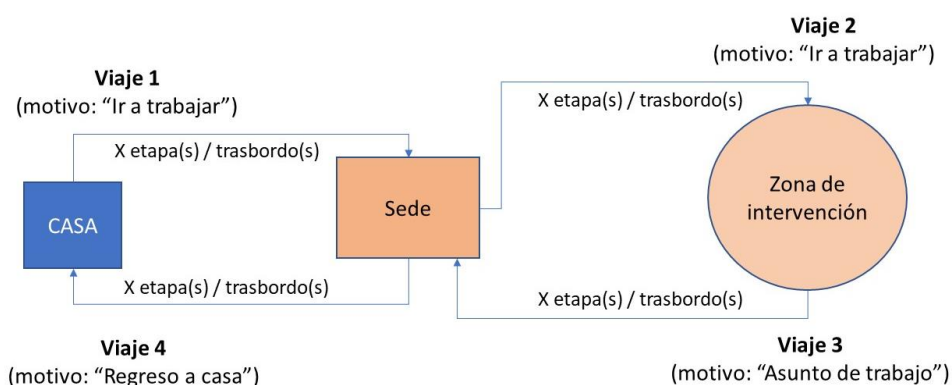 Viaje 2
(motivo: “Ir a trabajar”)
Viaje 1
(motivo: “Ir a trabajar”)
X etapa(s) / trasbordo(s)
X etapa(s) / trasbordo(s)
CASA
Sede
Zona de
intervención
X etapa(s) / trasbordo(s)
X etapa(s) / trasbordo(s)
Viaje 4
(motivo: “Regreso a casa”)
Viaje 3
(motivo: “Asunto de trabajo”)